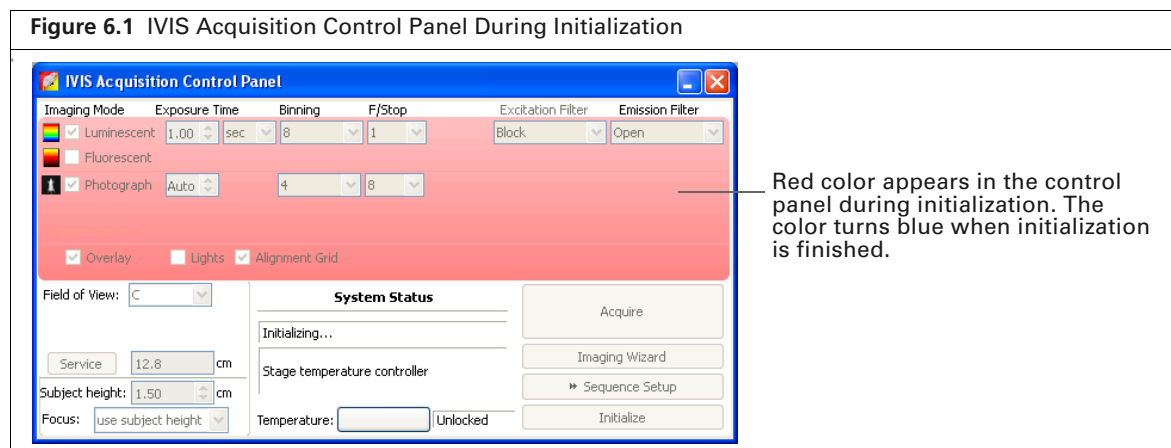 Figure 6.1 IVIS Acquisition Control Panel During Initialization
IVIS Acquisition Control Panel
Imaging Mode Exposure Time Binning F/Stop Excitation Filter Emission Filter
Luminescent 1.00 sec 8 1 Block Open
Fluorescent
Photograph Auto 4 8
Overlay Lights Alignment Grid
Red color appears in the control
panel during initialization. The
color turns blue when initialization
is finished.
Field of View: C
Service 12.8 cm
Subject height: 1.50 cm
Focus: use subject height
System Status
Initializing...
Stage temperature controller
Temperature: Unlocked
Acquire
Imaging Wizard
Sequence Setup
Initialize